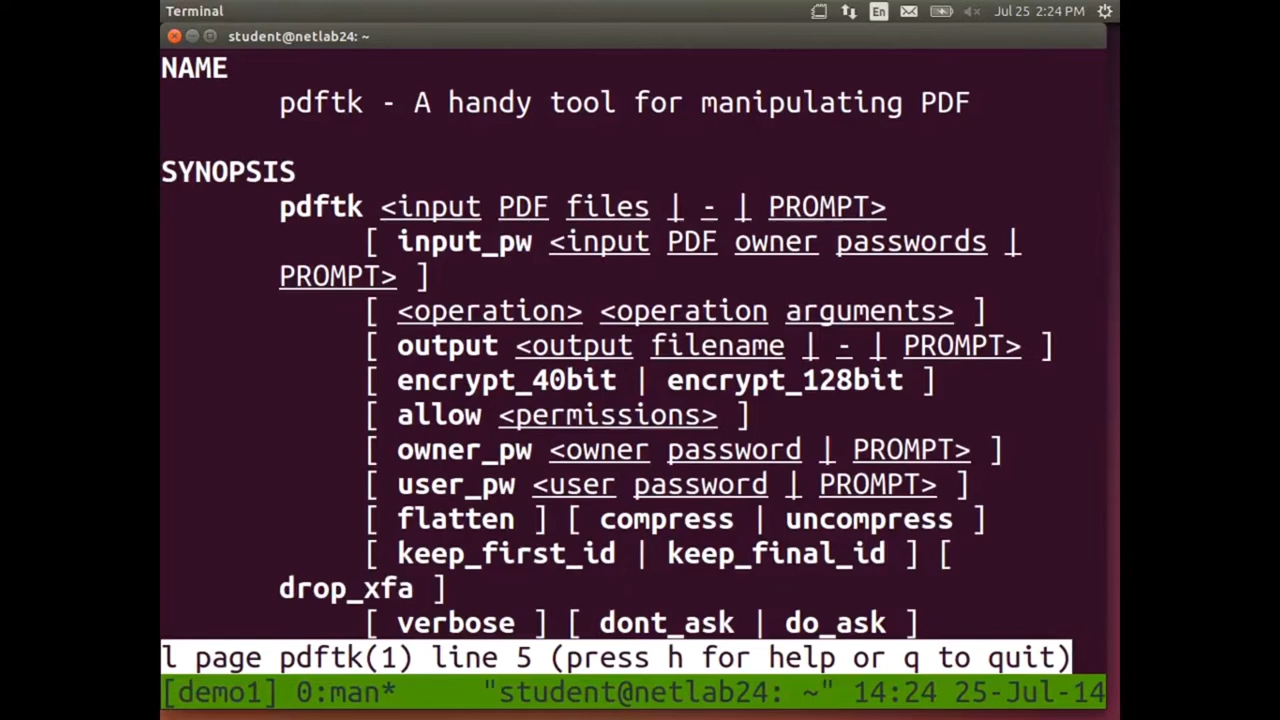 Terminal
En
Jul 25 2:24 PM
student@netlab24: ~
NAME
pdftk - A handy tool for manipulating PDF
SYNOPSIS
pdftk <input PDF files | - | PROMPT>
[ input_pw <input PDF owner passwords |
PROMPT> ]
[ <operation> <operation arguments> ]
[ output <output filename | - | PROMPT> ]
[ encrypt_40bit | encrypt_128bit ]
[ allow <permissions> ]
[ owner_pw <owner password | PROMPT> ]
[ user_pw <user password | PROMPT> ]
[ flatten ] [ compress | uncompress ]
[ keep_first_id | keep_final_id ] [
drop_xfa ]
[ verbose ] [ dont_ask | do_ask ]
l page pdftk(1) line 5 (press h for help or q to quit)
[demo1] 0:man* "student@netlab24: ~" 14:24 25-Jul-14